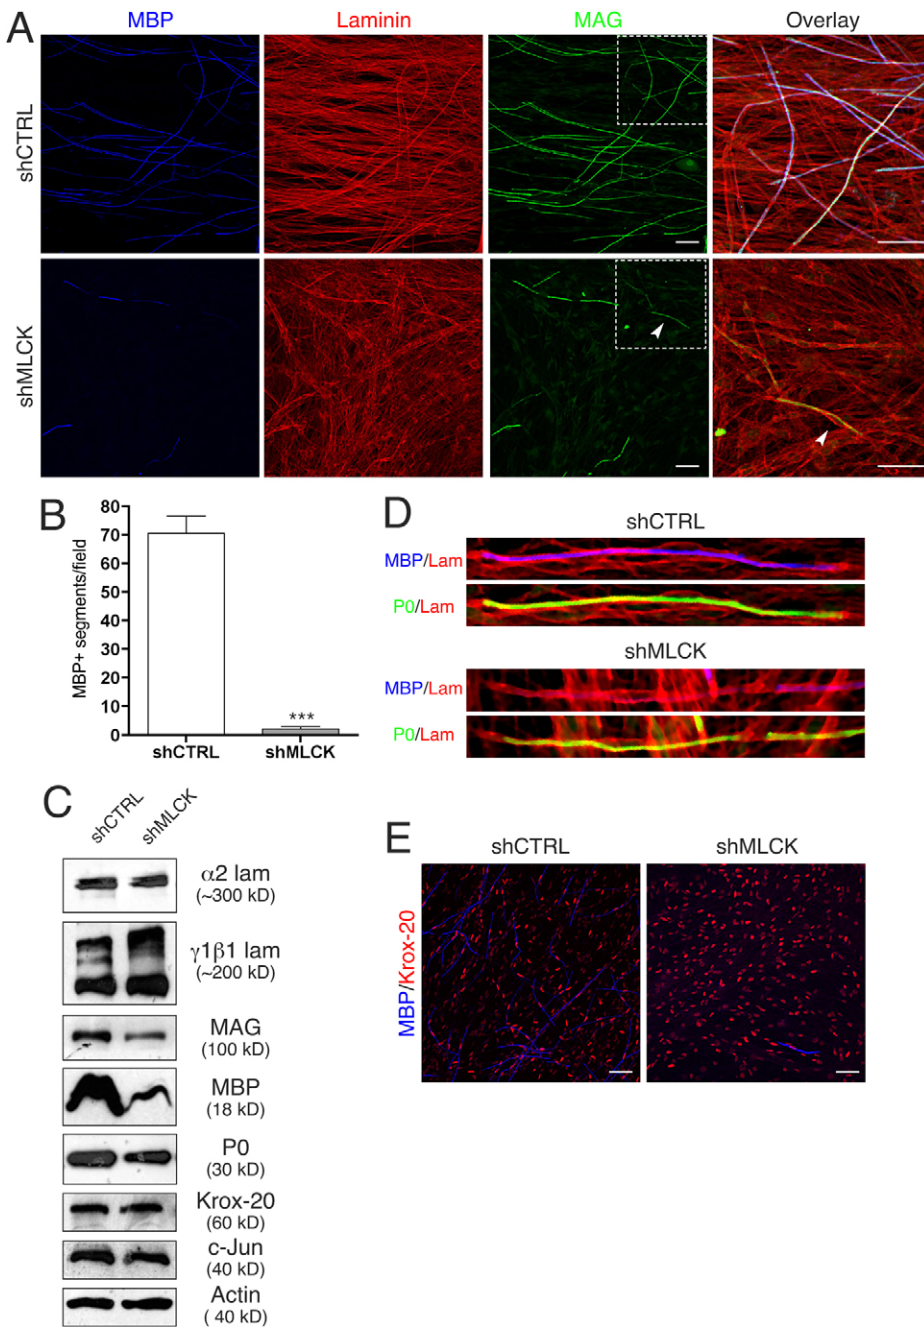 A
MBP
Laminin
MAG
Overlay
shCTRL
shMLCK
B
MBP+ segments/field
80
70
60
50
40
30
20
10
0
***
shCTRL
shMLCK
C
shCTRL
shMLCK
α2 lam
(~300 kD)
γ1β1 lam
(~200 kD)
MAG
(100 kD)
MBP
(18 kD)
P0
(30 kD)
Krox-20
(60 kD)
c-Jun
(40 kD)
Actin
( 40 kD)
D
shCTRL
MBP/Lam
P0/Lam
shMLCK
MBP/Lam
P0/Lam
E
shCTRL
shMLCK
MBP/Krox-20